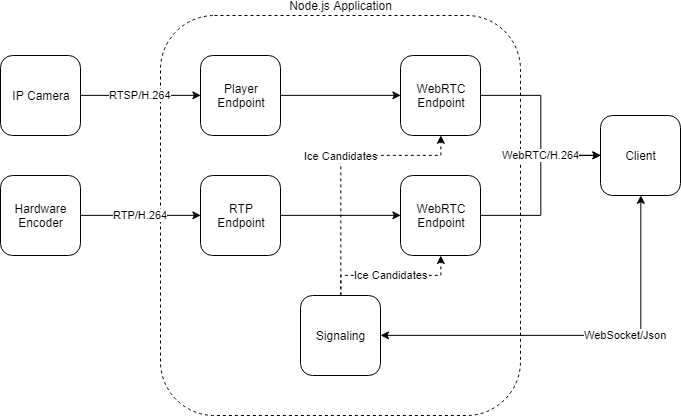 Node.js Application
IP Camera
RTSP/H.264
Player
Endpoint
WebRTC
Endpoint
Ice Candidates
WebRTC/H.264
Client
Hardware
Encoder
RTP/H.264
RTP
Endpoint
WebRTC
Endpoint
Ice Candidates
Signaling
WebSocket/Json